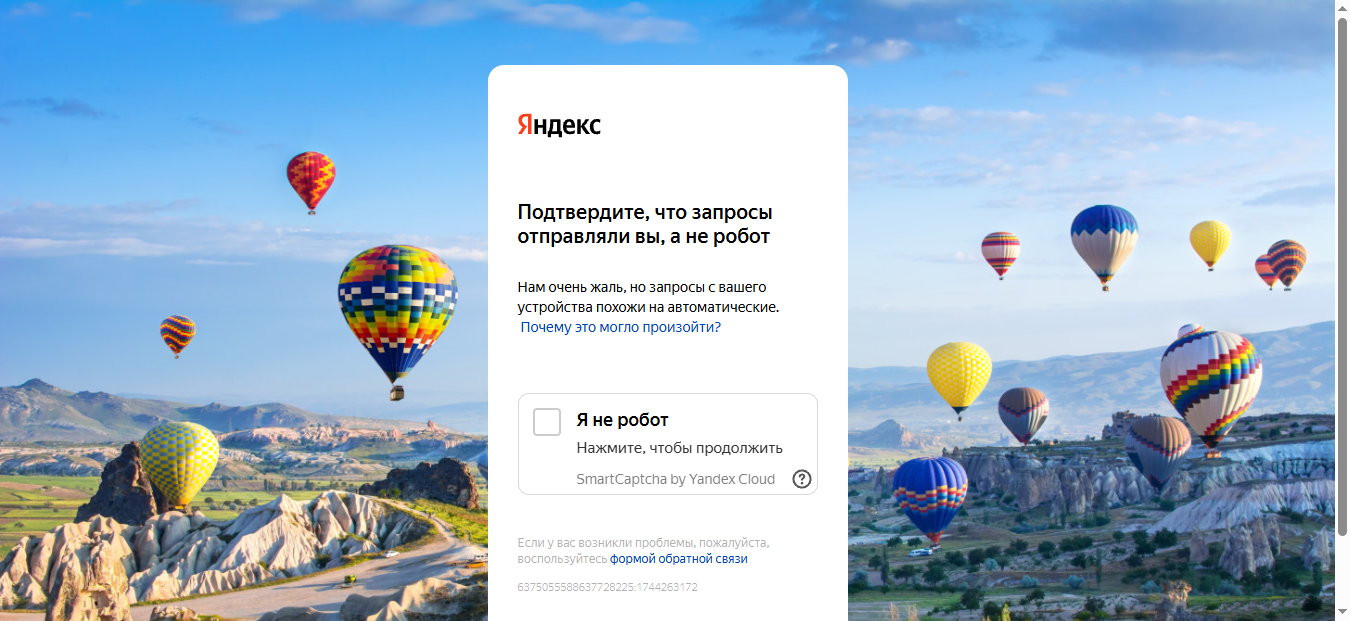 Яндекс
Подтвердите, что запросы
отправляли вы, а не робот
Нам очень жаль, но запросы с вашего
устройства похожи на автоматические.
Почему это могло произойти?
Я не робот
Нажмите, чтобы продолжить
SmartCaptcha by Yandex Cloud
?
Если у вас возникли проблемы, пожалуйста,
воспользуйтесь формой обратной связи
6375055588637728225:1744263172